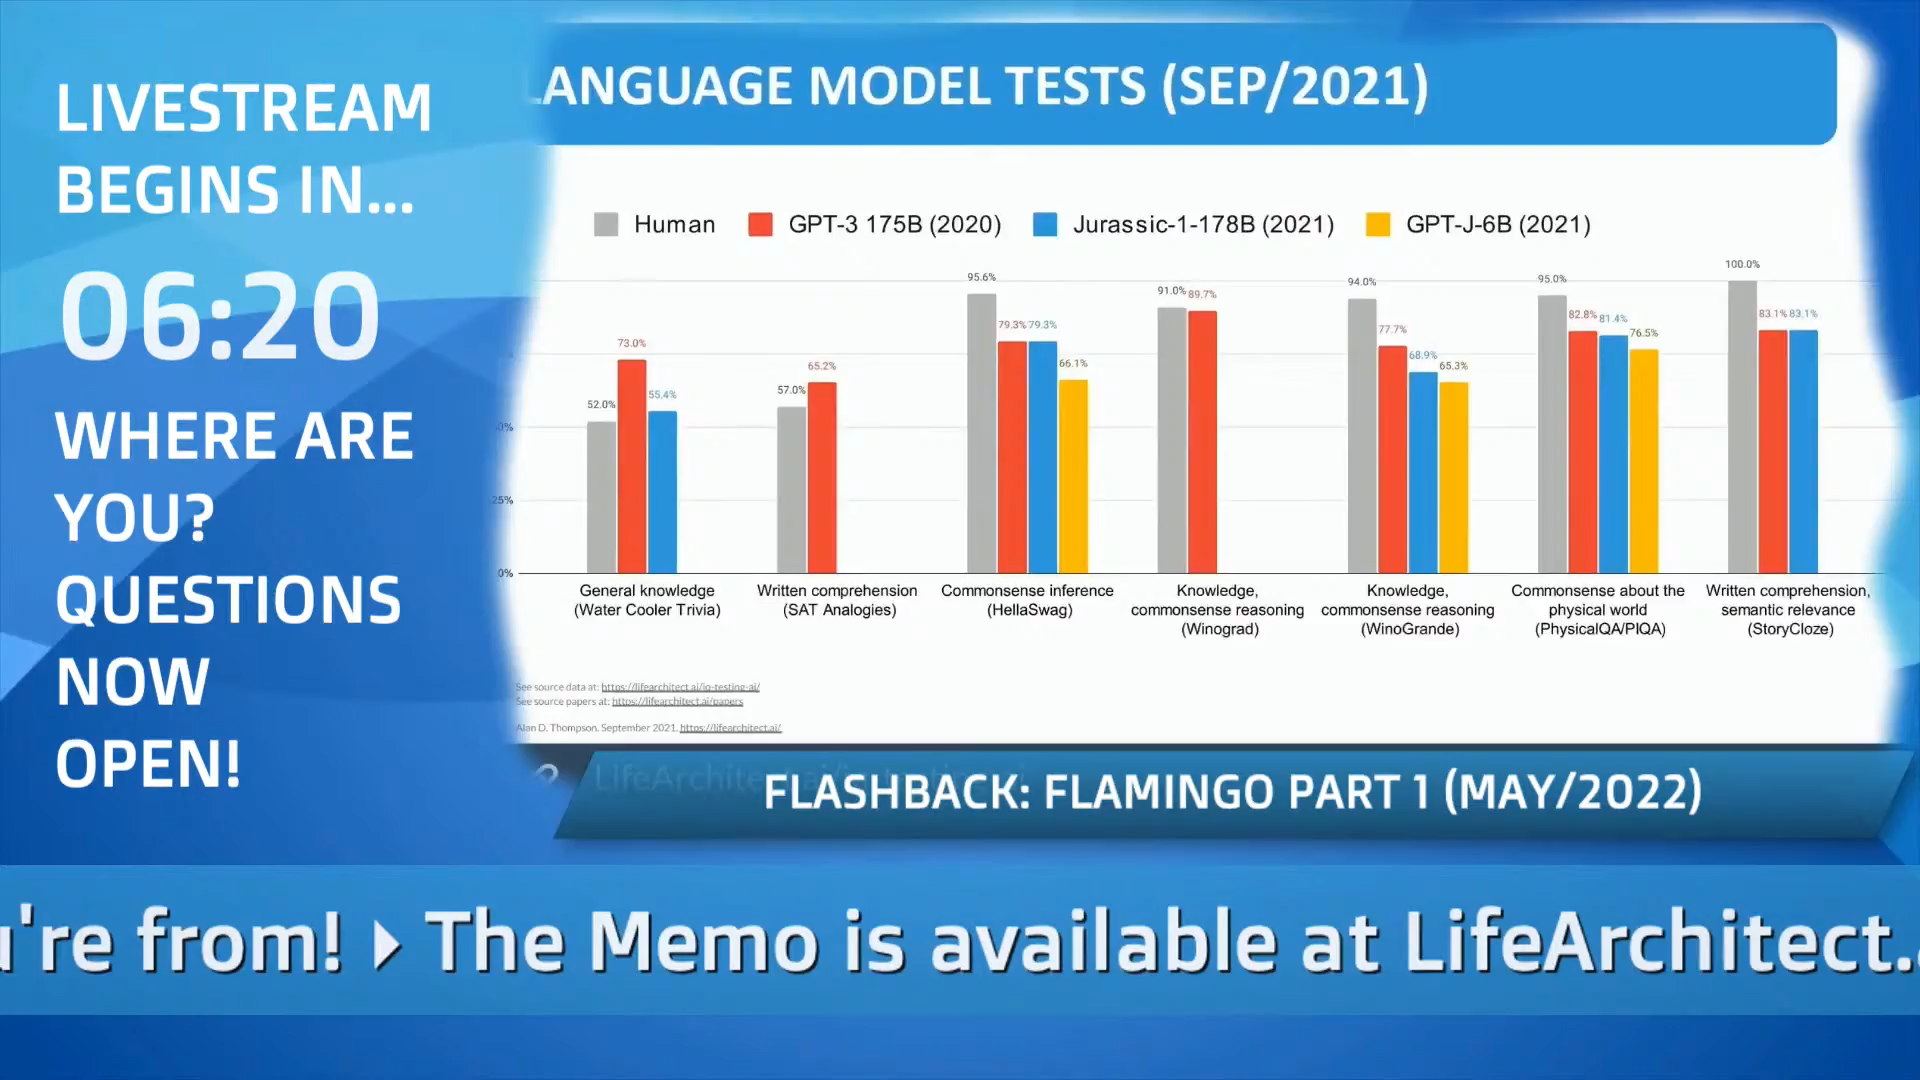 LIVESTREAM
BEGINS IN...
06:20
WHERE ARE
YOU?
QUESTIONS
NOW
OPEN!
LANGUAGE MODEL TESTS (SEP/2021)
Human GPT-3 175B (2020) Jurassic-1-178B (2021) GPT-J-6B (2021)
52.0% 73.0% 55.4%
57.0% 65.2%
95.6% 79.3% 79.3% 66.1%
91.0% 89.7%
94.0% 77.7% 68.9% 65.3%
95.0% 82.8% 81.4% 76.5%
100.0% 83.1% 83.1%
25%
0%
General knowledge
(Water Cooler Trivia)
Written comprehension
(SAT Analogies)
Commonsense inference
(HellaSwag)
Knowledge,
commonsense reasoning
(Winograd)
Knowledge,
commonsense reasoning
(WinoGrande)
Commonsense about the
physical world
(PhysicalQA/PIQA)
Written comprehension,
semantic relevance
(StoryCloze)
See source data at: https://lifearchitect.ai/iq-testing-ai/
See source papers at: https://lifearchitect.ai/papers
Alan D. Thompson. September 2021. https://lifearchitect.ai/
FLASHBACK: FLAMINGO PART 1 (MAY/2022)
u're from! The Memo is available at LifeArchitect.